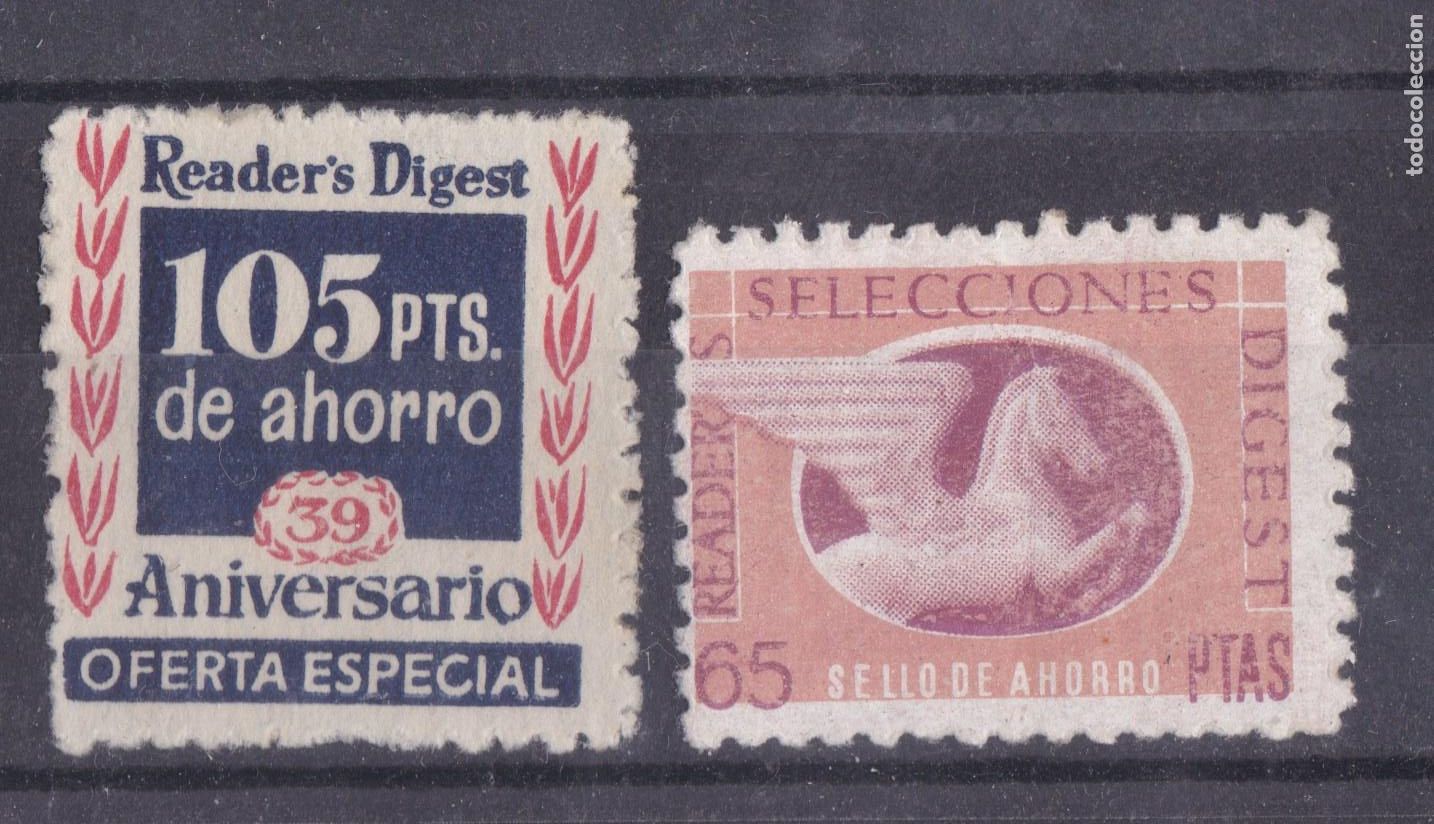 Reader's Digest
105 PTS.
de ahorro
39
Aniversario
OFERTA ESPECIAL
SELECCIONES
READER'S
DIGEST
65 SELLO DE AHORRO PTAS
todocoleccion